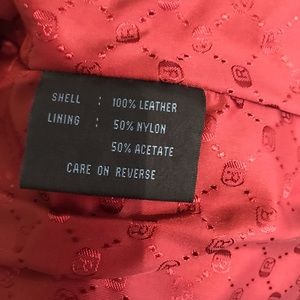 SHELL : 100% LEATHER
LINING : 50% NYLON
50% ACETATE
CARE ON REVERSE